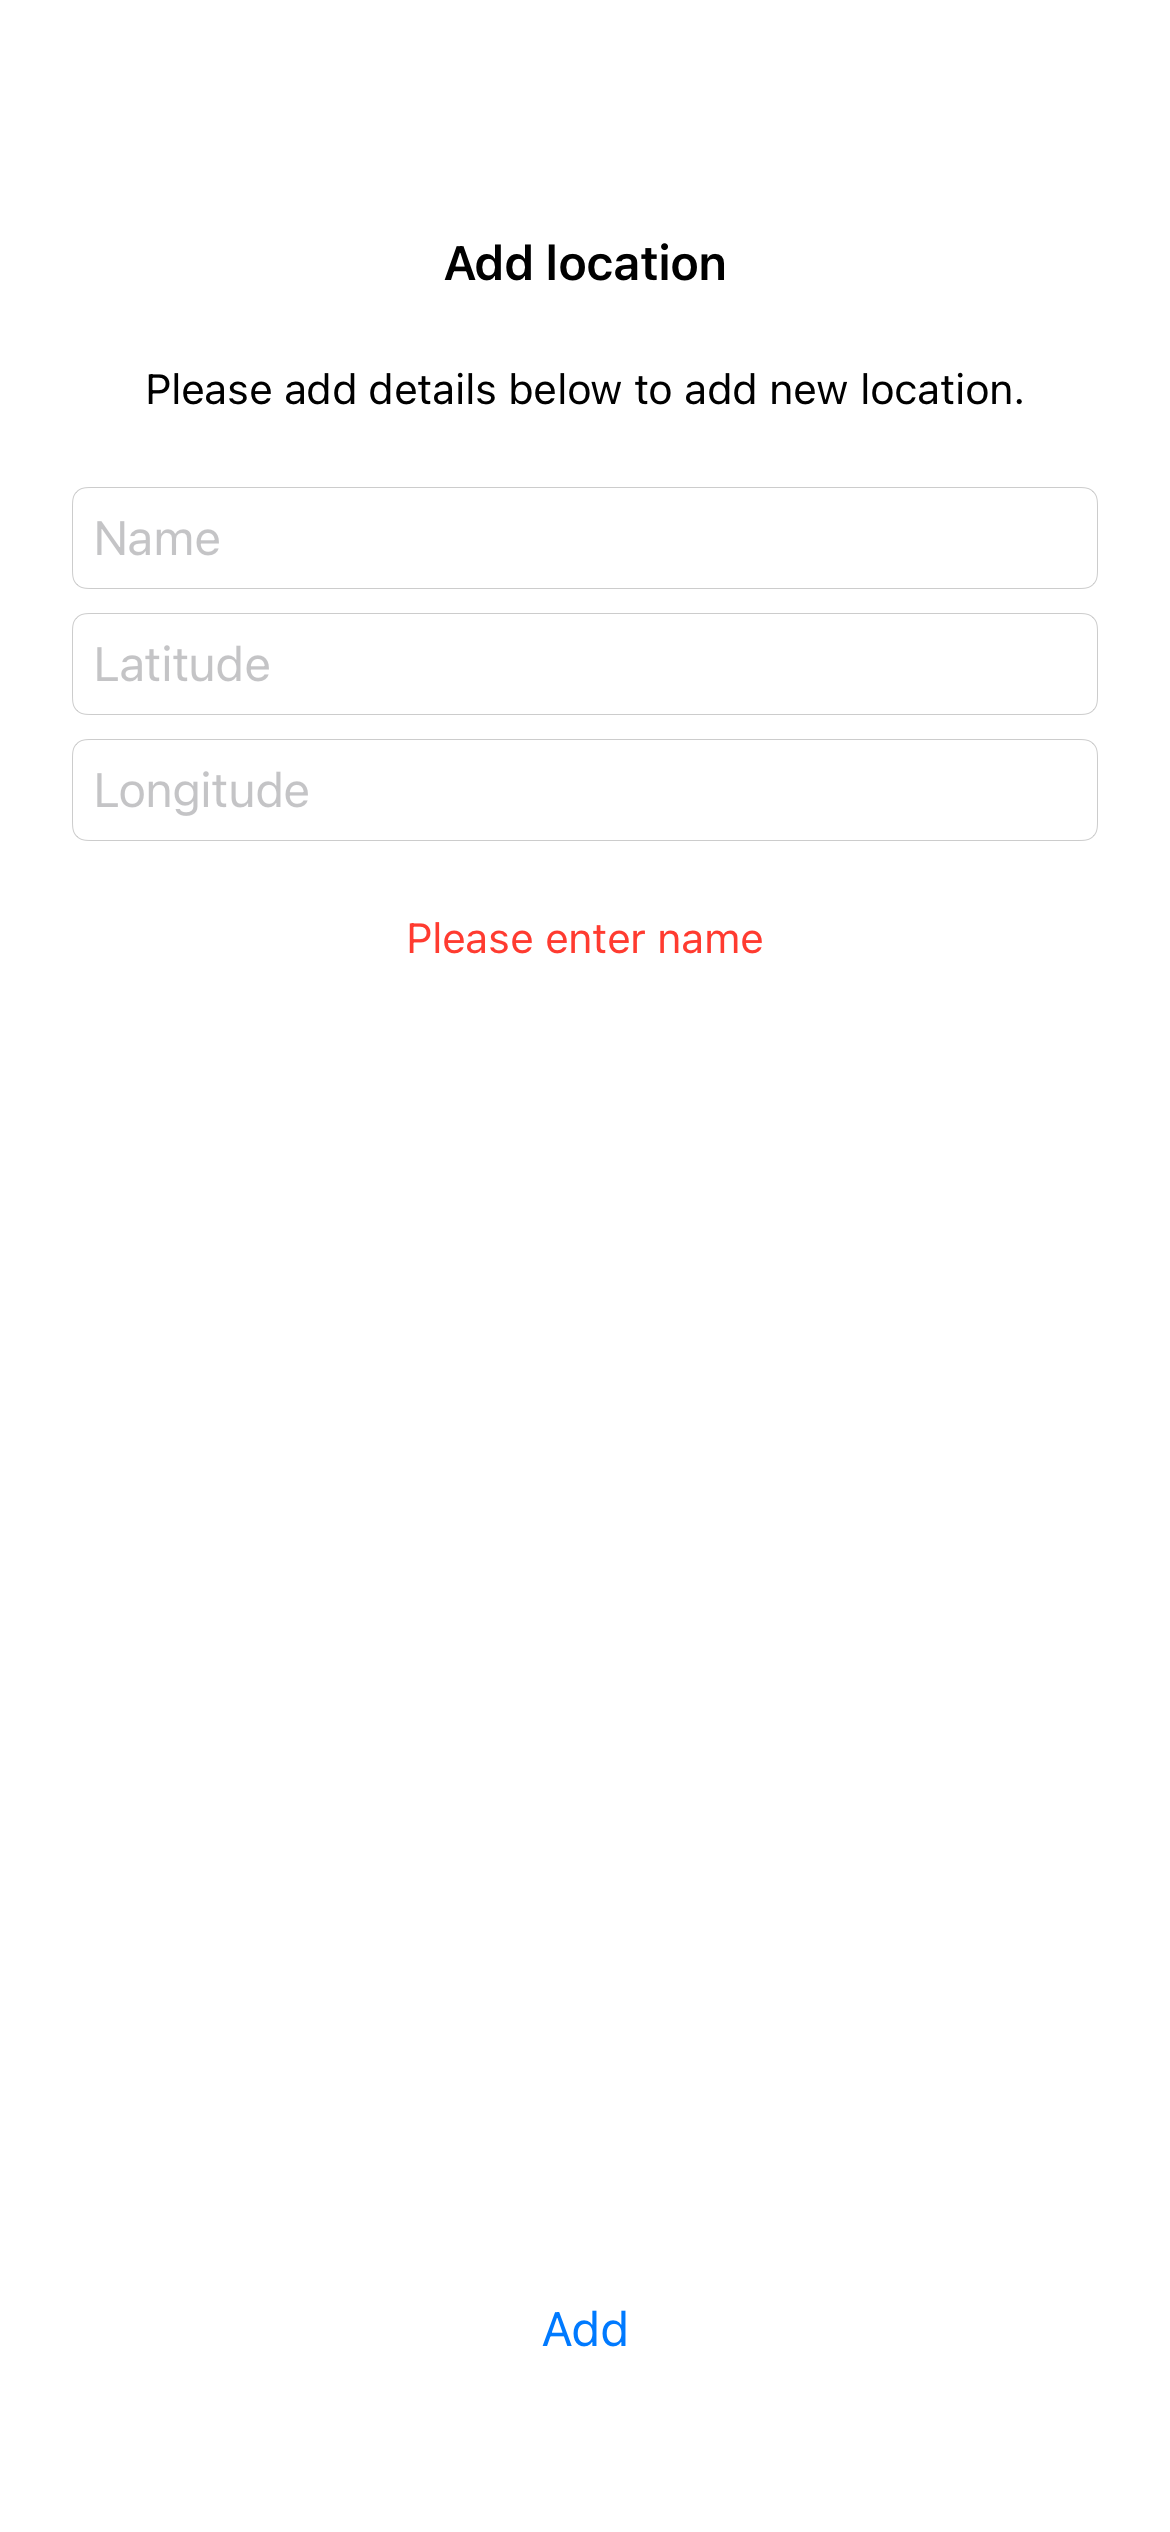 Add location
Please add details below to add new location.
Name
Latitude
Longitude
Please enter name
Add